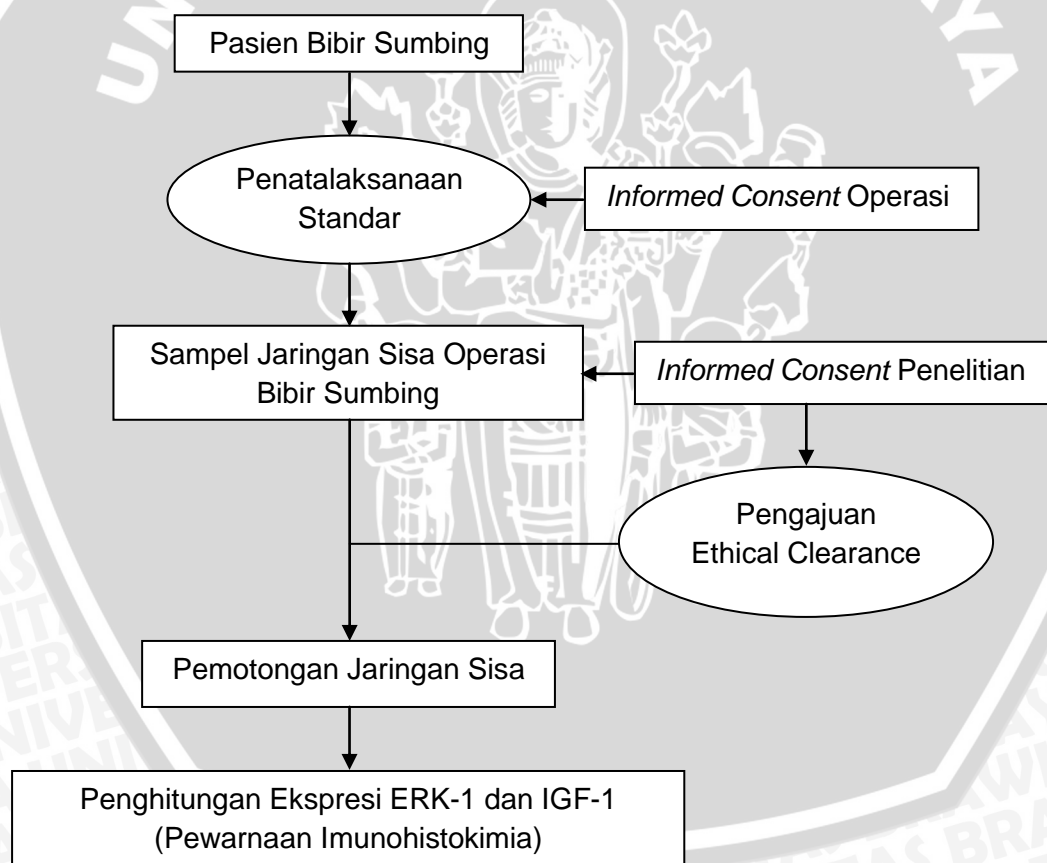 Pasien Bibir Sumbing
Penatalaksanaan
Standar
Informed Consent Operasi
Sampel Jaringan Sisa Operasi
Bibir Sumbing
Informed Consent Penelitian
Pengajuan
Ethical Clearance
Pemotongan Jaringan Sisa
Penghitungan Ekspresi ERK-1 dan IGF-1
(Pewarnaan Imunohistokimia)